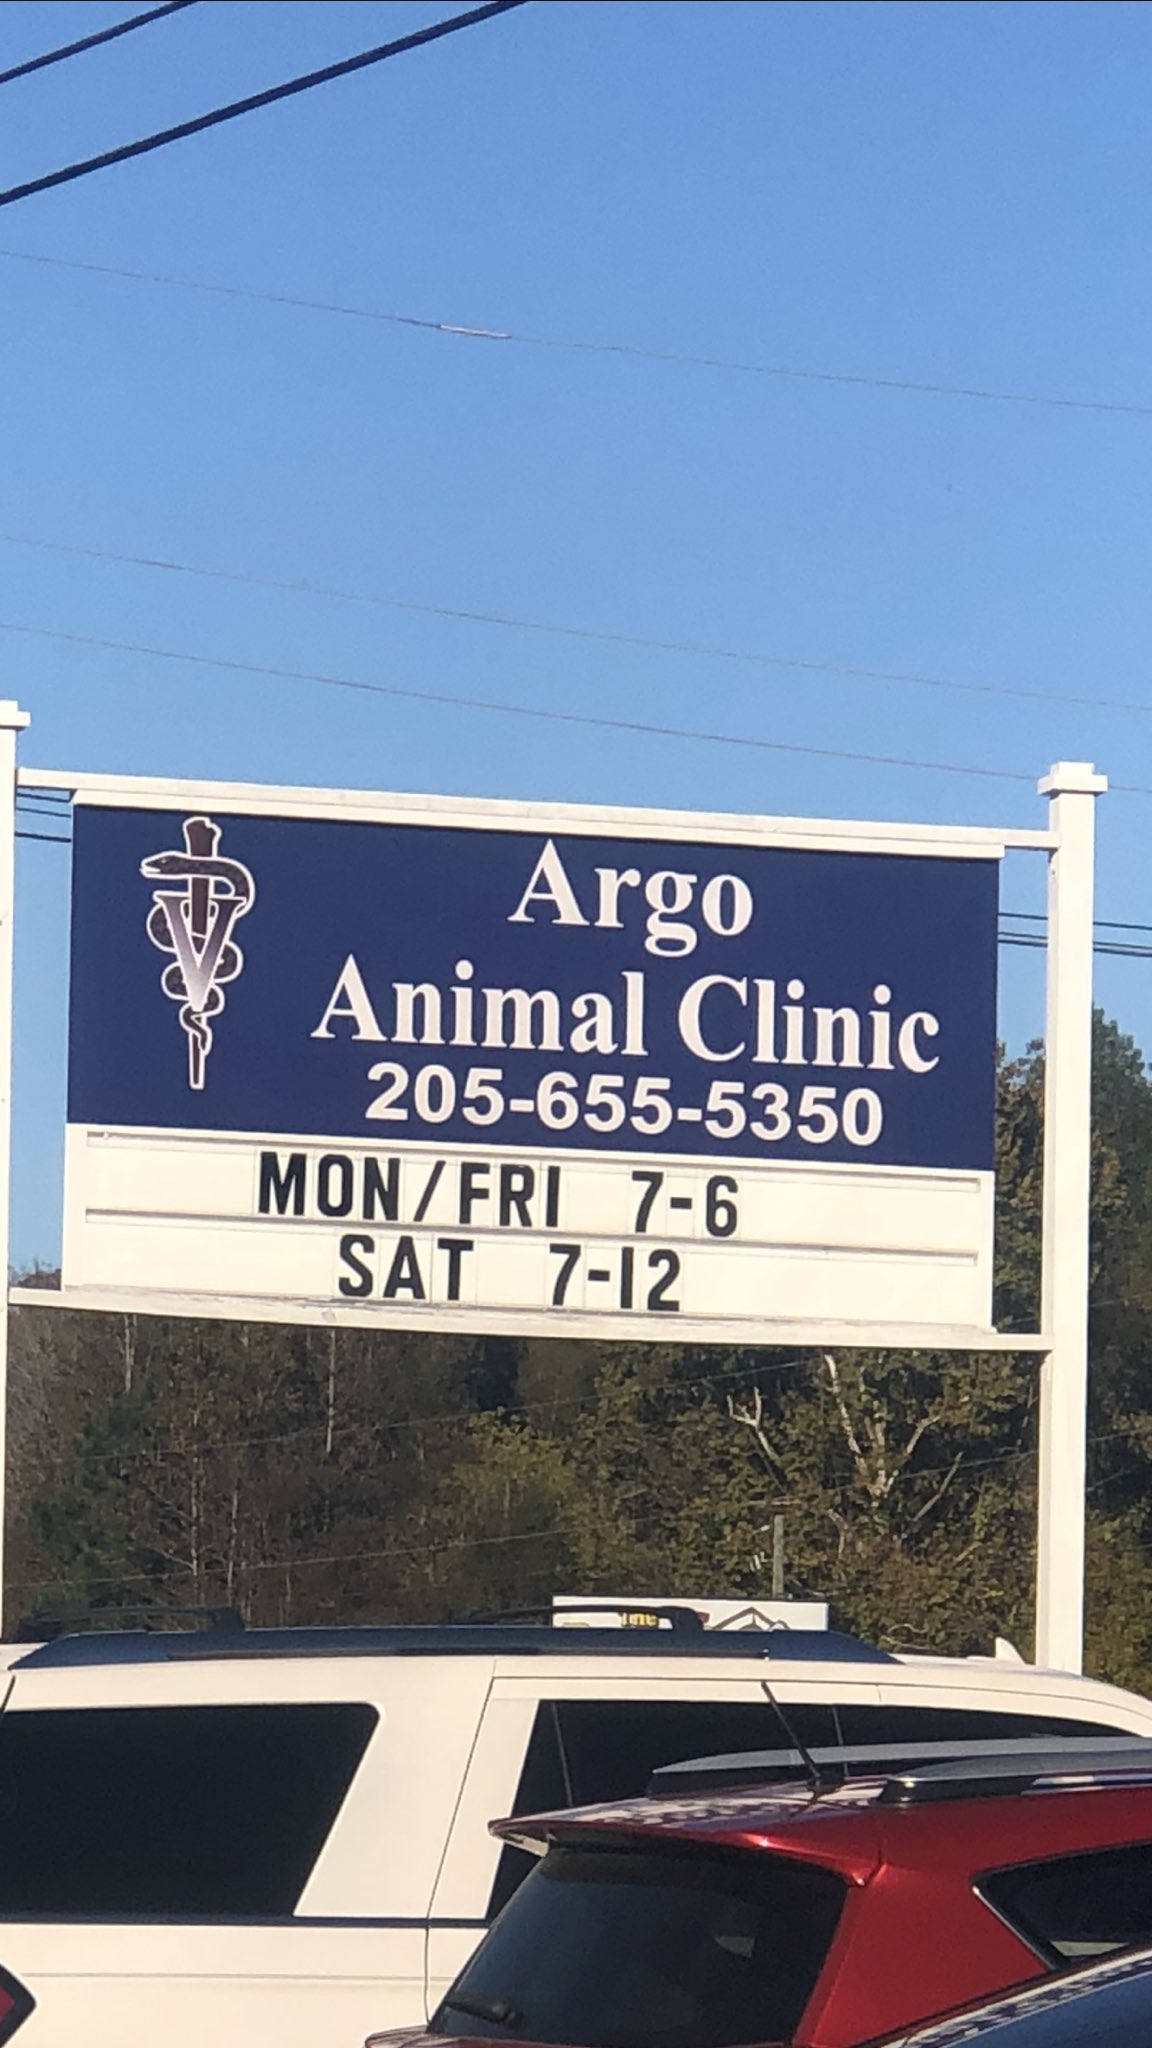 V
Argo
Animal Clinic
205-655-5350
MON/FRI 7-6
SAT 7-12